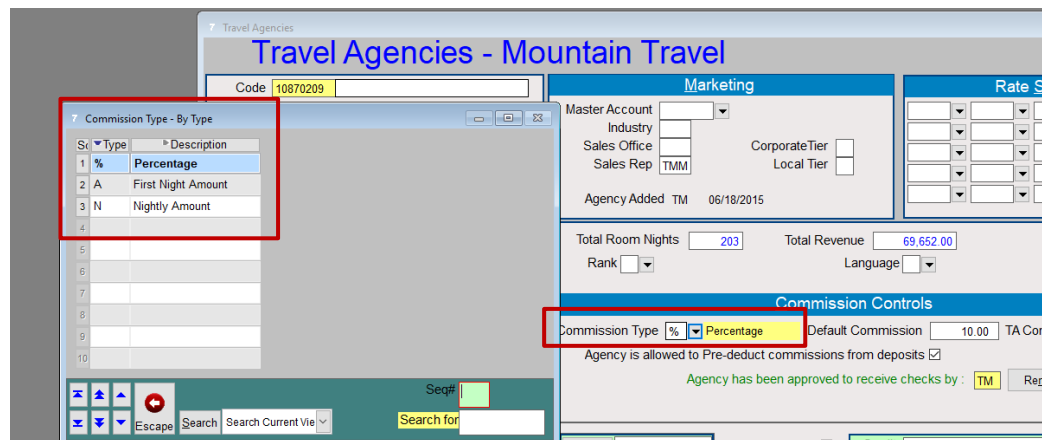 7 Travel Agencies
Travel Agencies - Mountain Travel
Code 10870209
Marketing
Rate S
Master Account
Industry
Sales Office
CorporateTier
Sales Rep TMM
Local Tier
Agency Added TM 06/18/2015
7 Commission Type - By Type
Type Description
1 % Percentage
2 A First Night Amount
3 N Nightly Amount
4
5
6
7
8
9
10
Total Room Nights 203 Total Revenue 69,652.00
Rank Language
Commission Controls
Commission Type % Percentage Default Commission 10.00 TA Cor
Agency is allowed to Pre-deduct commissions from deposits
Agency has been approved to receive checks by : TM Re
Seq#
Escape Search Search Current Vie Search for